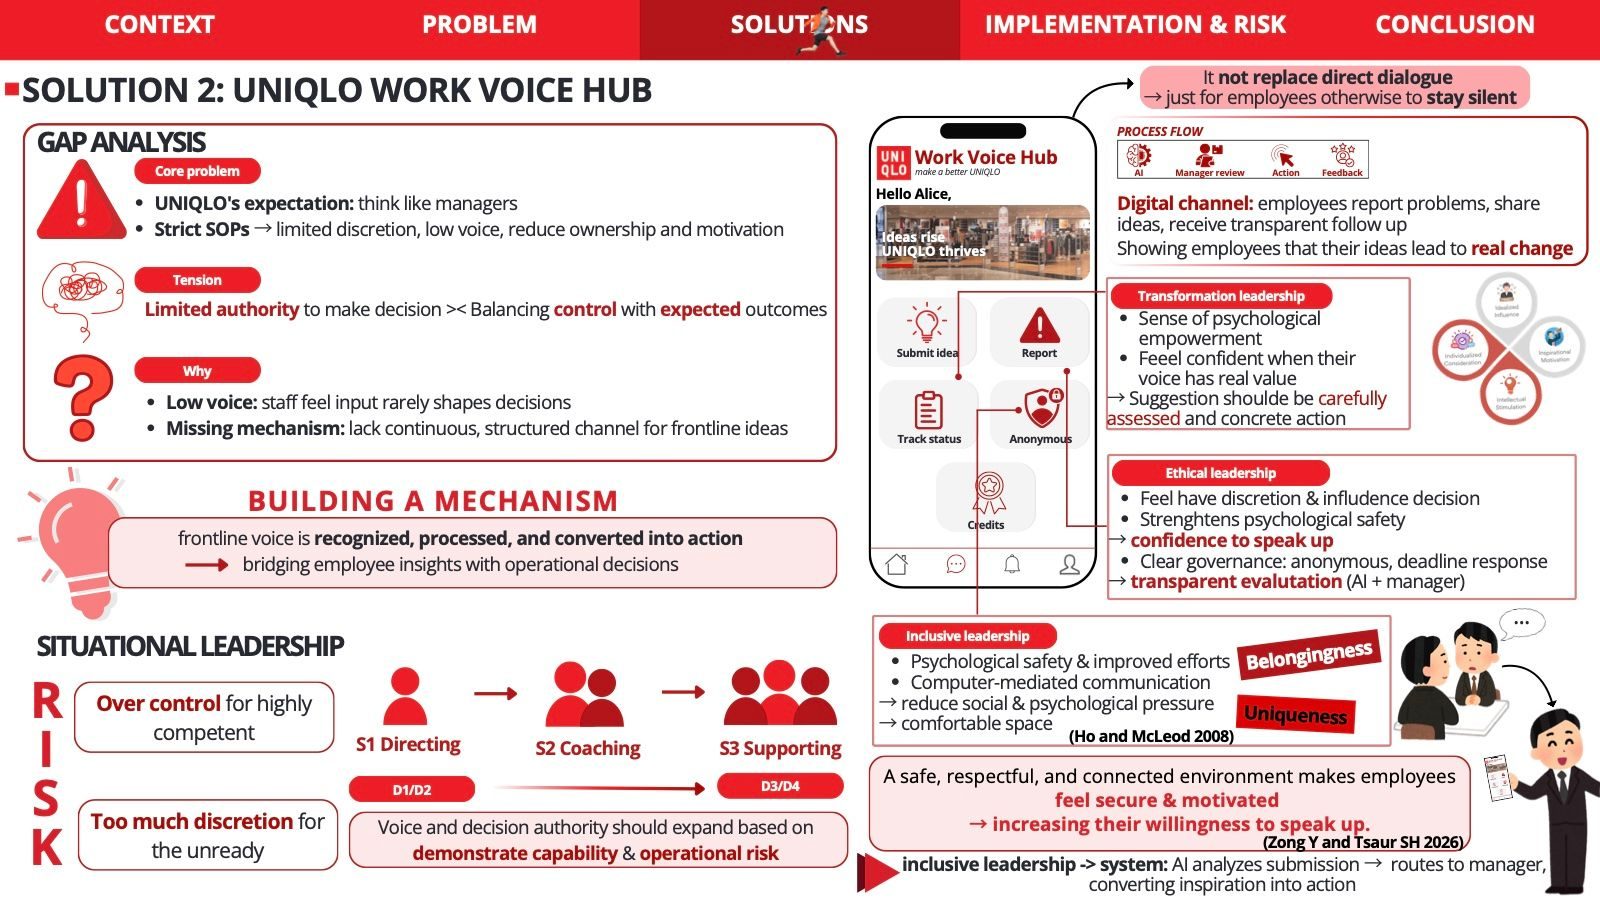 CONTEXT
PROBLEM
SOLUTIONS
IMPLEMENTATION & RISK
CONCLUSION
SOLUTION 2: UNIQLO WORK VOICE HUB
GAP ANALYSIS
Core problem
• UNIQLO's expectation: think like managers
• Strict SOPs → limited discretion, low voice, reduce ownership and motivation
Tension
Limited authority to make decision >< Balancing control with expected outcomes
Why
• Low voice: staff feel input rarely shapes decisions
• Missing mechanism: lack continuous, structured channel for frontline ideas
BUILDING A MECHANISM
frontline voice is recognized, processed, and converted into action
bridging employee insights with operational decisions
SITUATIONAL LEADERSHIP
RISK
Over control for highly
competent
Too much discretion for
the unready
S1 Directing
S2 Coaching
S3 Supporting
D1/D2
D3/D4
Voice and decision authority should expand based on
demonstrate capability & operational risk
It not replace direct dialogue
→ just for employees otherwise to stay silent
UNI
QLO
Work Voice Hub
make a better UNIQLO
Hello Alice,
Ideas rise
UNIQLO thrives
Submit idea
Report
Track status
Anonymous
Credits
PROCESS FLOW
AI
Manager review
Action
Feedback
Digital channel: employees report problems, share
ideas, receive transparent follow up
Showing employees that their ideas lead to real change
Transformation leadership
• Sense of psychological
empowerment
• Feeel confident when their
voice has real value
→ Suggestion shoulde be carefully
assessed and concrete action
Idealized
Influence
Individualized
Consideration
Inspirational
Motivation
Intellectual
Stimulation
Ethical leadership
• Feel have discretion & infludence decision
• Strenghtens psychological safety
→ confidence to speak up
• Clear governance: anonymous, deadline response
→ transparent evalutation (AI + manager)
Inclusive leadership
• Psychological safety & improved efforts
• Computer-mediated communication
→ reduce social & psychological pressure
→ comfortable space
(Ho and McLeod 2008)
Belongingness
Uniqueness
A safe, respectful, and connected environment makes employees
feel secure & motivated
→ increasing their willingness to speak up.
(Zong Y and Tsaur SH 2026)
inclusive leadership -> system: AI analyzes submission → routes to manager,
converting inspiration into action